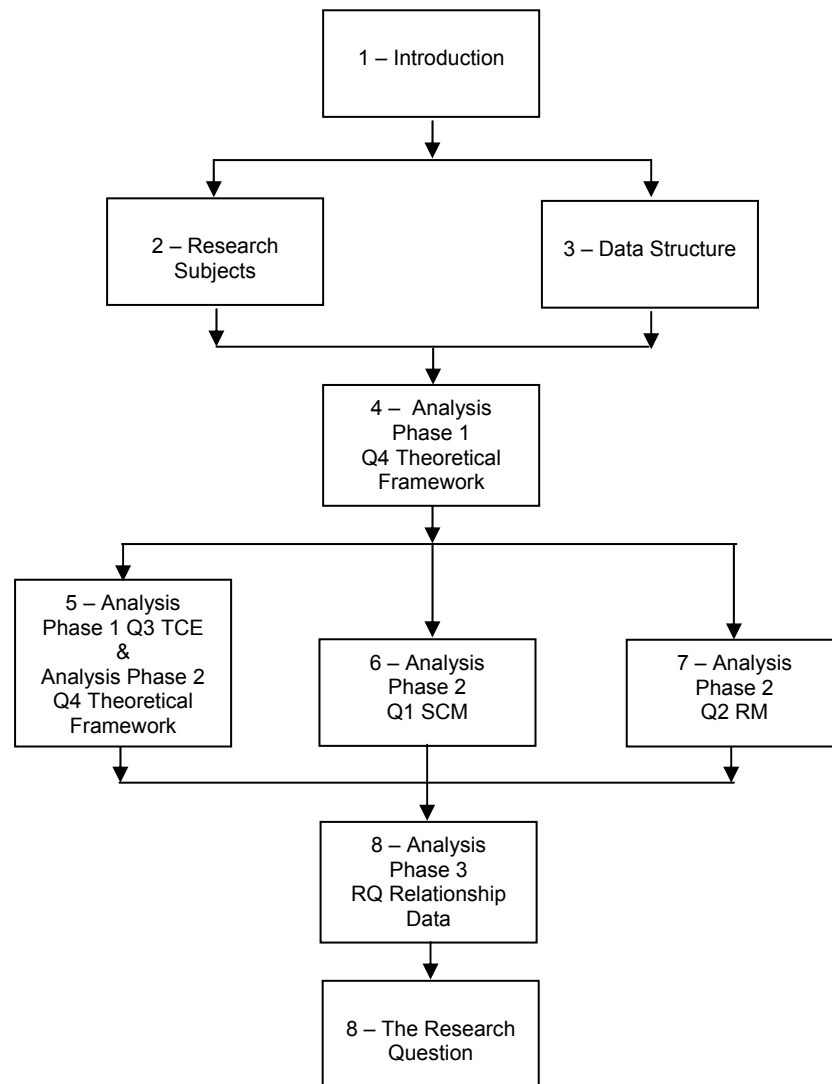 1 – Introduction
2 – Research
Subjects
3 – Data Structure
4 –  Analysis
Phase 1
Q4 Theoretical
Framework
5 – Analysis
Phase 1 Q3 TCE
&
Analysis Phase 2
Q4 Theoretical
Framework
6 – Analysis
Phase 2
Q1 SCM
7 – Analysis
Phase 2
Q2 RM
8 – Analysis
Phase 3
RQ Relationship
Data
8 – The Research
Question